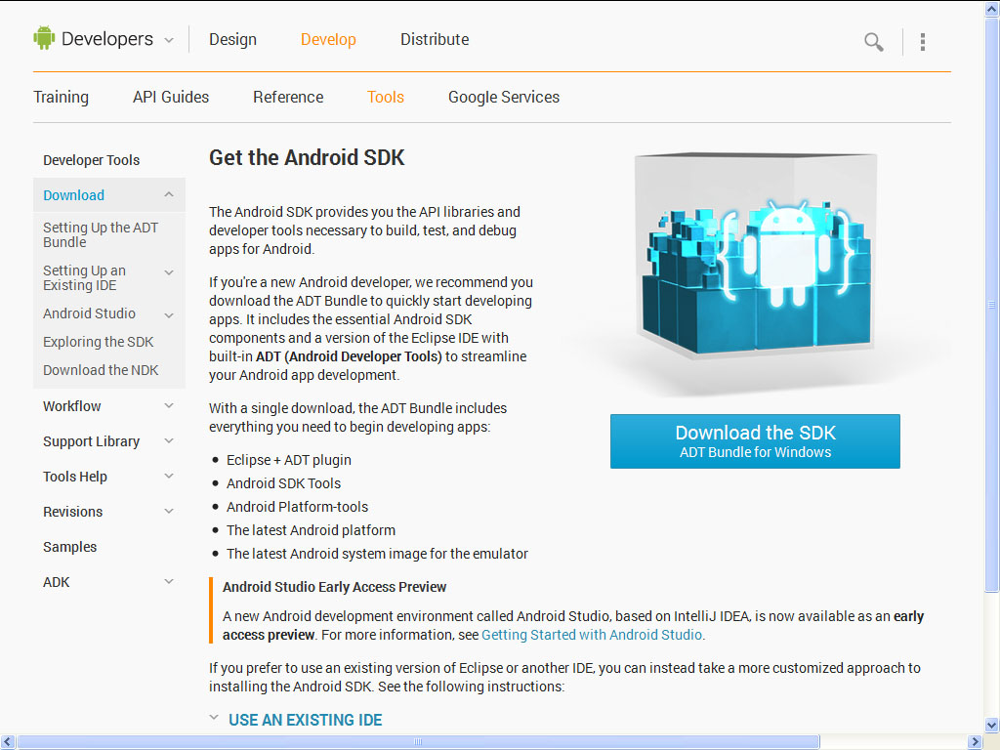 Developers
Design
Develop
Distribute
Training
API Guides
Reference
Tools
Google Services
Developer Tools
Download
Setting Up the ADT
Bundle
Setting Up an
Existing IDE
Android Studio
Exploring the SDK
Download the NDK
Workflow
Support Library
Tools Help
Revisions
Samples
ADK
Get the Android SDK
The Android SDK provides you the API libraries and
developer tools necessary to build, test, and debug
apps for Android.
If you're a new Android developer, we recommend you
download the ADT Bundle to quickly start developing
apps. It includes the essential Android SDK
components and a version of the Eclipse IDE with
built-in ADT (Android Developer Tools) to streamline
your Android app development.
With a single download, the ADT Bundle includes
everything you need to begin developing apps:
Eclipse + ADT plugin
Android SDK Tools
Android Platform-tools
The latest Android platform
The latest Android system image for the emulator
Download the SDK
ADT Bundle for Windows
Android Studio Early Access Preview
A new Android development environment called Android Studio, based on IntelliJ IDEA, is now available as an early
access preview. For more information, see Getting Started with Android Studio.
If you prefer to use an existing version of Eclipse or another IDE, you can instead take a more customized approach to
installing the Android SDK. See the following instructions:
USE AN EXISTING IDE